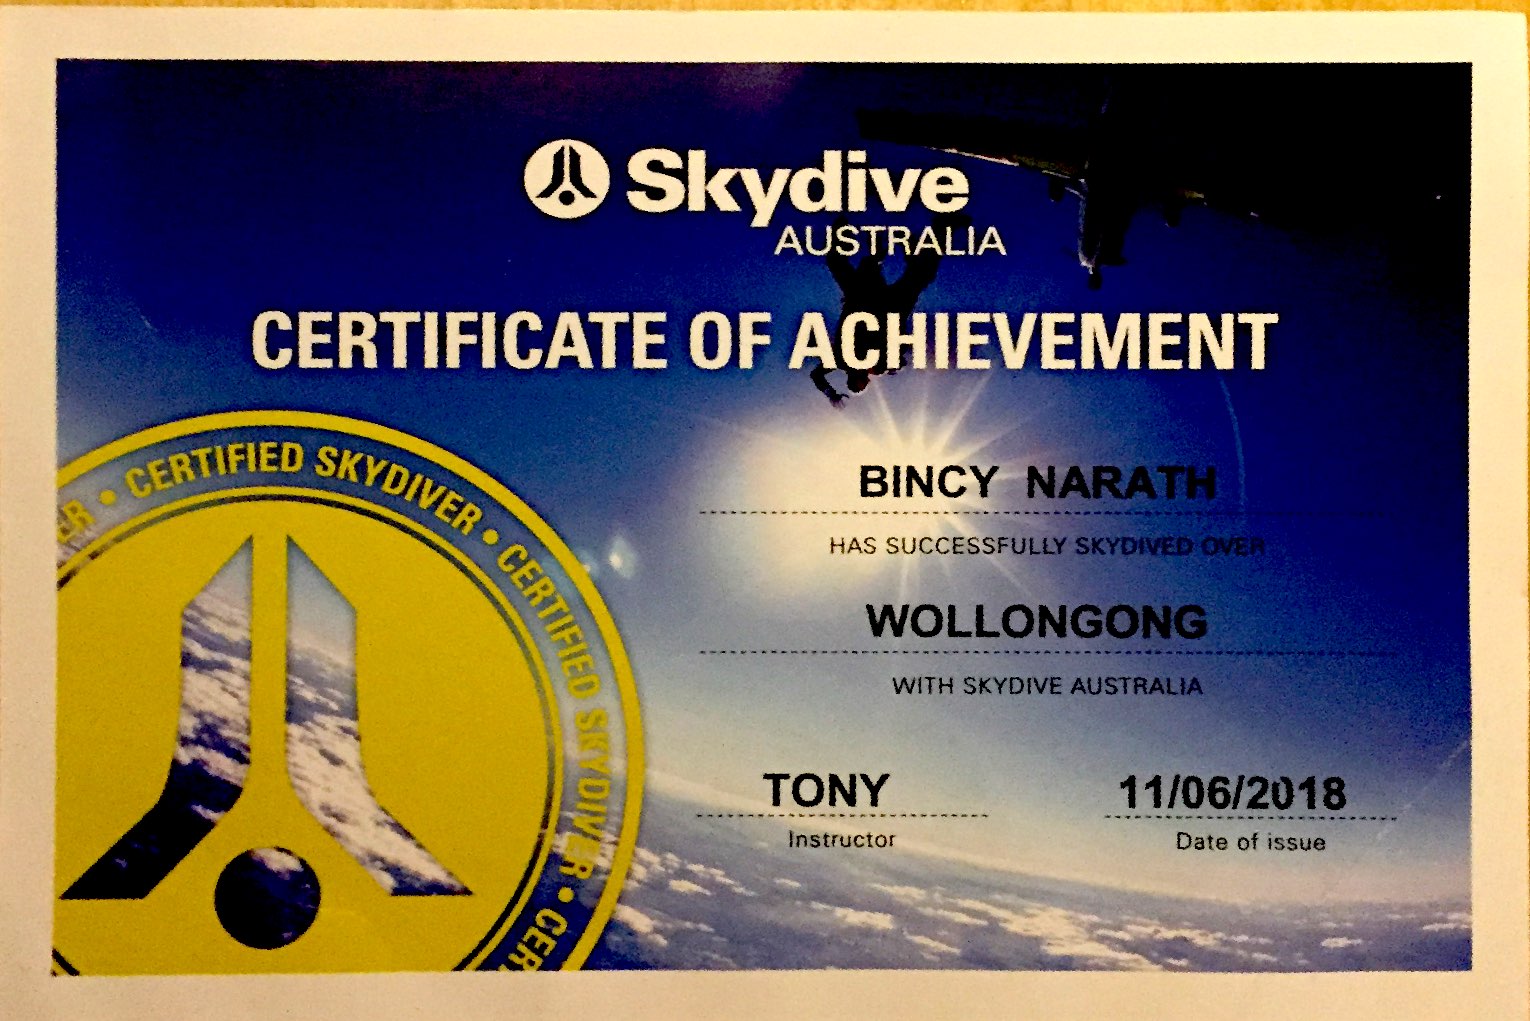 Skydive
AUSTRALIA
CERTIFICATE OF ACHIEVEMENT
BINCY NARATH
HAS SUCCESSFULLY SKYDIVED OVER
WOLLONGONG
WITH SKYDIVE AUSTRALIA
TONY
11/06/2018
Instructor
Date of issue
ER • CERTIFIED SKYDIVER • CERTIFIED SKYDIVER • CER